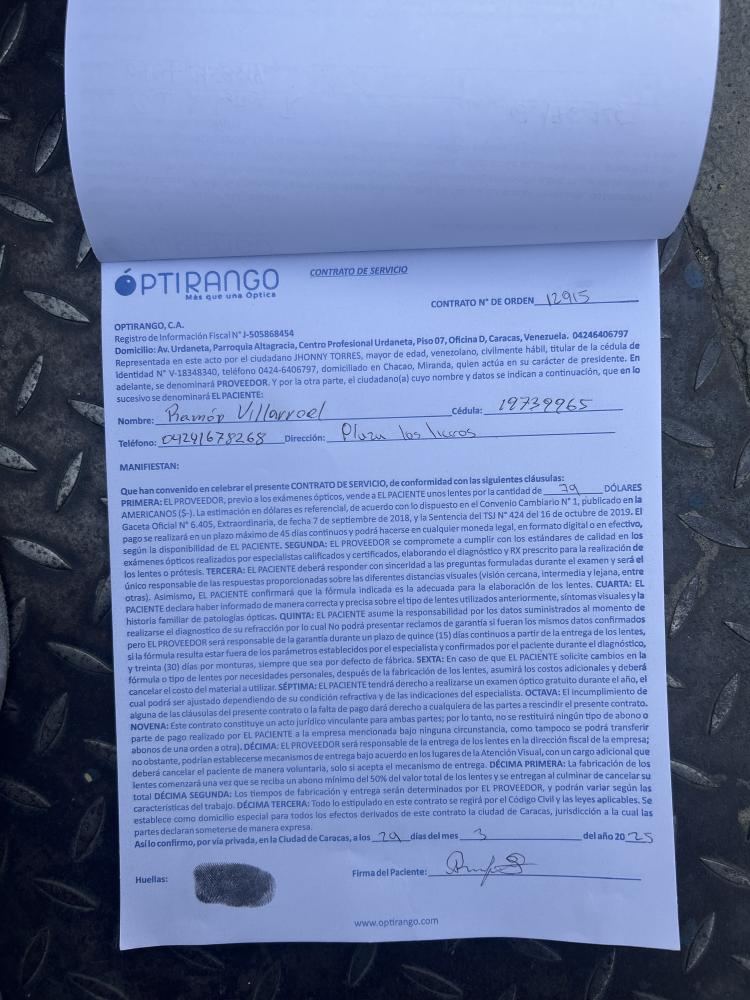 ÓPTIRANGO
Más que una Óptica
CONTRATO DE SERVICIO
CONTRATO N° DE ORDEN 12915
OPTIRANGO, C.A.
Registro de Información Fiscal N° J-505868454
Domicilio: Av. Urdaneta, Parroquia Altagracia, Centro Profesional Urdaneta, Piso 07, Oficina D, Caracas, Venezuela. 04246406797
Representada en este acto por el ciudadano JHONNY TORRES, mayor de edad, venezolano, civilmente hábil, titular de la cédula de
Identidad N° V-18348340, teléfono 0424-6406797, domiciliado en Chacao, Miranda, quien actúa en su carácter de presidente. En
adelante, se denominará PROVEEDOR. Y por la otra parte, el ciudadano(a) cuyo nombre y datos se indican a continuación, que en lo
sucesivo se denominará EL PACIENTE:
Nombre: Ramón Villarroel Cédula: 19739965
Teléfono: 04241678268 Dirección: Plaza los
MANIFIESTAN:
Que han convenido en celebrar el presente CONTRATO DE SERVICIO, de conformidad con las siguientes cláusulas:
PRIMERA: EL PROVEEDOR, previo a los exámenes ópticos, vende a EL PACIENTE unos lentes por la cantidad de 79 DÓLARES
AMERICANOS ($-). La estimación en dólares es referencial, de acuerdo con lo dispuesto en el Convenio Cambiario N° 1, publicado en la
Gaceta Oficial N° 6.405, Extraordinaria, de fecha 7 de septiembre de 2018, y la Sentencia del TSJ N° 424 del 16 de octubre de 2019. El
pago se realizará en un plazo máximo de 45 días continuos y podrá hacerse en cualquier moneda legal, en formato digital o en efectivo,
según la disponibilidad de EL PACIENTE. SEGUNDA: EL PROVEEDOR se compromete a cumplir con los estándares de calidad en los
exámenes ópticos realizados por especialistas calificados y certificados, elaborando el diagnóstico y RX prescrito para la realización de
los lentes o prótesis. TERCERA: EL PACIENTE deberá responder con sinceridad a las preguntas formuladas durante el examen y será el
único responsable de las respuestas proporcionadas sobre las diferentes distancias visuales (visión cercana, intermedia y lejana, entre
otras). Asimismo, EL PACIENTE confirmará que la fórmula indicada es la adecuada para la elaboración de los lentes. CUARTA: EL
PACIENTE declara haber informado de manera correcta y precisa sobre el tipo de lentes utilizados anteriormente, síntomas visuales y la
historia familiar de patologías ópticas. QUINTA: EL PACIENTE asume la responsabilidad por los datos suministrados al momento de
realizarse el diagnostico de su refracción por lo cual No podrá presentar reclamos de garantía si fueran los mismos datos confirmados
pero EL PROVEEDOR será responsable de la garantía durante un plazo de quince (15) días continuos a partir de la entrega de los lentes,
si la fórmula resulta estar fuera de los parámetros establecidos por el especialista y confirmados por el paciente durante el diagnóstico,
y treinta (30) días por monturas, siempre que sea por defecto de fábrica. SEXTA: En caso de que EL PACIENTE solicite cambios en la
fórmula o tipo de lentes por necesidades personales, después de la fabricación de los lentes, asumirá los costos adicionales y deberá
cancelar el costo del material a utilizar. SÉPTIMA: EL PACIENTE tendrá derecho a realizarse un examen óptico gratuito durante el año, el
cual podrá ser ajustado dependiendo de su condición refractiva y de las indicaciones del especialista. OCTAVA: El incumplimiento de
alguna de las cláusulas del presente contrato o la falta de pago dará derecho a cualquiera de las partes a rescindir el presente contrato.
NOVENA: Este contrato constituye un acto jurídico vinculante para ambas partes; por lo tanto, no se restituirá ningún tipo de abono o
parte de pago realizado por EL PACIENTE a la empresa mencionada bajo ninguna circunstancia, como tampoco se podrá transferir
abonos de una orden a otra). DÉCIMA: EL PROVEEDOR será responsable de la entrega de los lentes en la dirección fiscal de la empresa;
no obstante, podrían establecerse mecanismos de entrega bajo acuerdo en los lugares de la Atención Visual, con un cargo adicional que
deberá cancelar el paciente de manera voluntaria, solo si acepta el mecanismo de entrega. DÉCIMA PRIMERA: La fabricación de los
lentes comenzará una vez que se reciba un abono mínimo del 50% del valor total de los lentes y se entregan al culminar de cancelar su
total DÉCIMA SEGUNDA: Los tiempos de fabricación y entrega serán determinados por EL PROVEEDOR, y podrán variar según las
características del trabajo. DÉCIMA TERCERA: Todo lo estipulado en este contrato se regirá por el Código Civil y las leyes aplicables. Se
establece como domicilio especial para todos los efectos derivados de este contrato la ciudad de Caracas, jurisdicción a la cual las
partes declaran someterse de manera expresa.
Así lo confirmo, por vía privada, en la Ciudad de Caracas, a los 29 días del mes 3 del año 20 25
Huellas: Firma del Paciente:
www.optirango.com